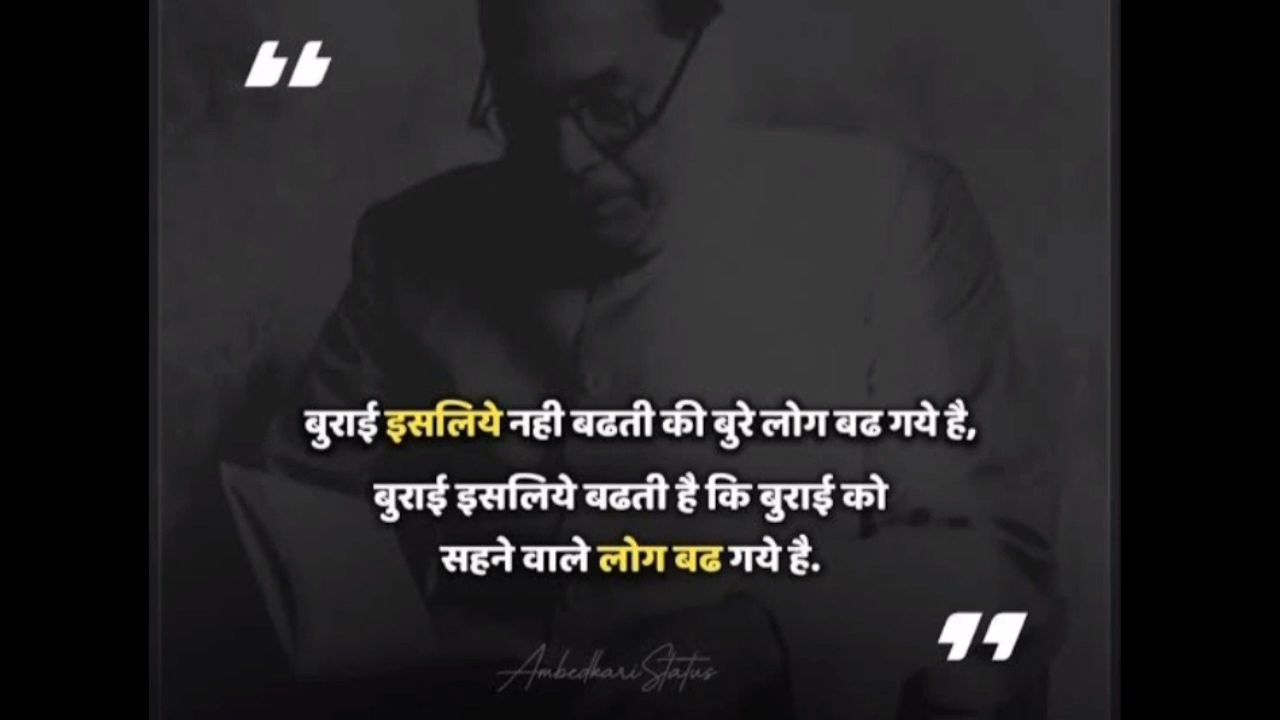 बुराई इसलिये नही बढती की बुरे लोग बढ गये है,
बुराई इसलिये बढती है कि बुराई को
सहने वाले लोग बढ गये है.
Ambedkari Status